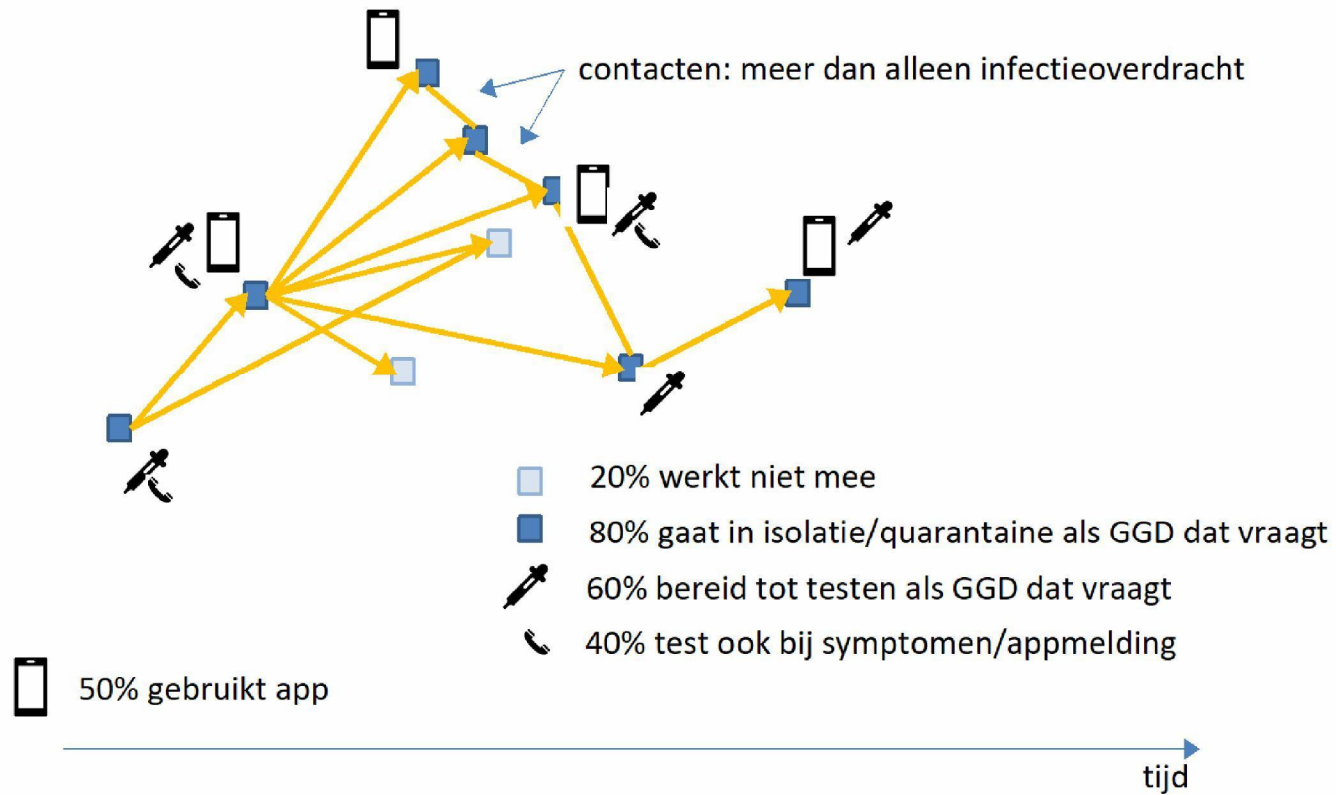 contacten: meer dan alleen infectieoverdracht
20% werkt niet mee
80% gaat in isolatie/quarantaine als GGD dat vraagt
60% bereid tot testen als GGD dat vraagt
40% test ook bij symptomen/appmelding
50% gebruikt app
tijd